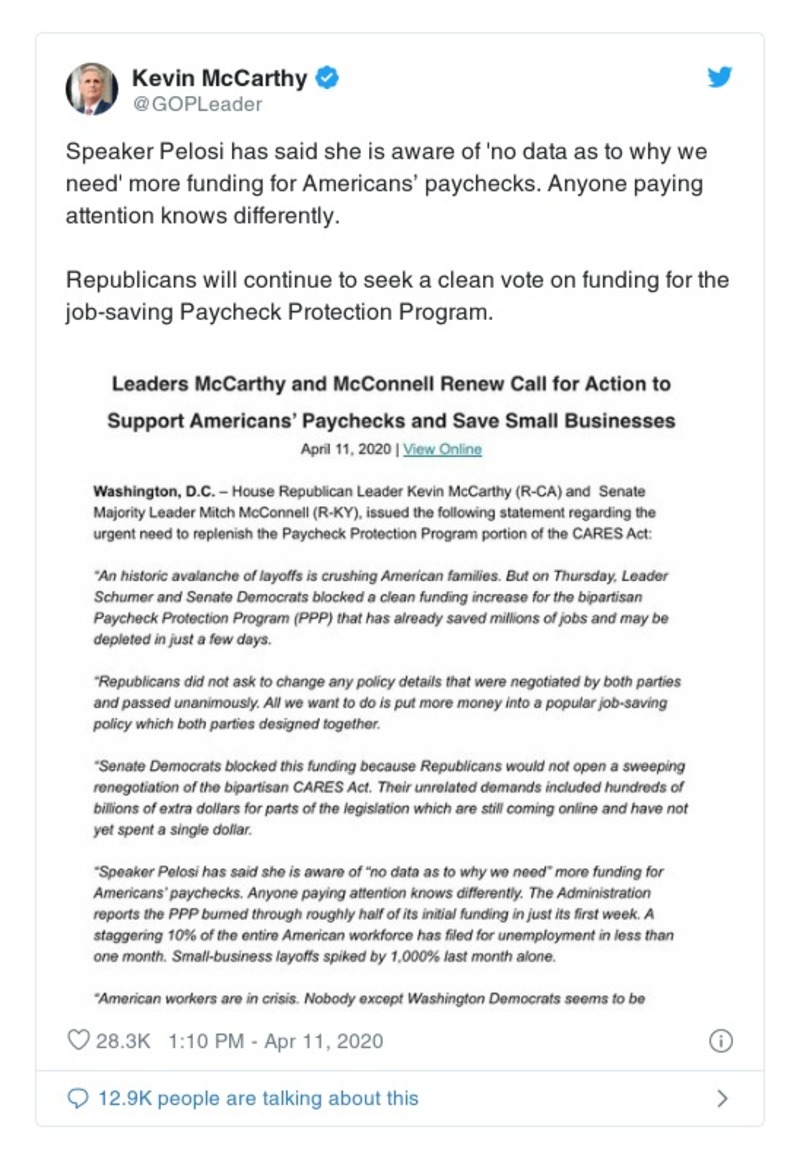 Kevin McCarthy
@GOPLeader
Speaker Pelosi has said she is aware of 'no data as to why we
need' more funding for Americans’ paychecks. Anyone paying
attention knows differently.
Republicans will continue to seek a clean vote on funding for the
job-saving Paycheck Protection Program.
Leaders McCarthy and McConnell Renew Call for Action to
Support Americans’ Paychecks and Save Small Businesses
April 11, 2020 | View Online
Washington, D.C. – House Republican Leader Kevin McCarthy (R-CA) and Senate
Majority Leader Mitch McConnell (R-KY), issued the following statement regarding the
urgent need to replenish the Paycheck Protection Program portion of the CARES Act:
“An historic avalanche of layoffs is crushing American families. But on Thursday, Leader
Schumer and Senate Democrats blocked a clean funding increase for the bipartisan
Paycheck Protection Program (PPP) that has already saved millions of jobs and may be
depleted in just a few days.
“Republicans did not ask to change any policy details that were negotiated by both parties
and passed unanimously. All we want to do is put more money into a popular job-saving
policy which both parties designed together.
“Senate Democrats blocked this funding because Republicans would not open a sweeping
renegotiation of the bipartisan CARES Act. Their unrelated demands included hundreds of
billions of extra dollars for parts of the legislation which are still coming online and have not
yet spent a single dollar.
“Speaker Pelosi has said she is aware of “no data as to why we need” more funding for
Americans’ paychecks. Anyone paying attention knows differently. The Administration
reports the PPP burned through roughly half of its initial funding in just its first week. A
staggering 10% of the entire American workforce has filed for unemployment in less than
one month. Small-business layoffs spiked by 1,000% last month alone.
“American workers are in crisis. Nobody except Washington Democrats seems to be
28.3K 1:10 PM - Apr 11, 2020
12.9K people are talking about this